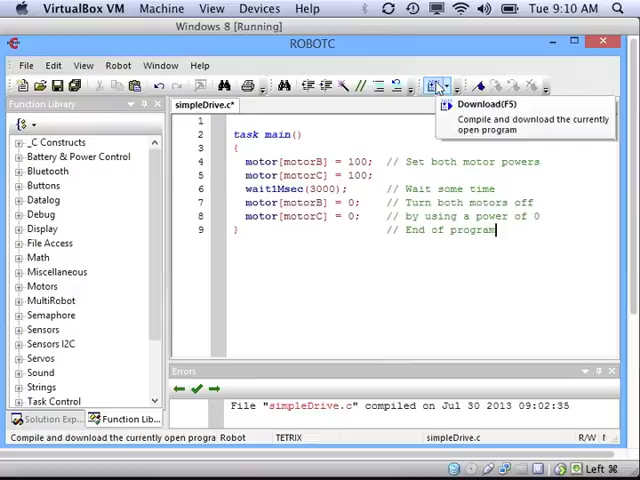 VirtualBox VM Machine View Devices Help Tue 9:10 AM
Windows 8 [Running]
ROBOTC
File Edit View Robot Window Help
Function Library
simpleDrive.c*
Download(F5)
Compile and download the currently
open program
_C Constructs
Battery & Power Control
Bluetooth
Buttons
Datalog
Debug
Display
File Access
Math
Miscellaneous
Motors
MultiRobot
Semaphore
Sensors
Sensors I2C
Servos
Sound
Strings
Task Control
1
2 task main()
3 {
4 motor[motorB] = 100; // Set both motor powers
5 motor[motorC] = 100;
6 wait1Msec(3000); // Wait some time
7 motor[motorB] = 0; // Turn both motors off
8 motor[motorC] = 0; // by using a power of 0
9 } // End of program
Errors
File "simpleDrive.c" compiled on Jul 30 2013 09:02:35
Solution Exp... Function Lib...
Compile and download the currently open progra Robot TETRIX simpleDrive.c R/W N
Left ⌘